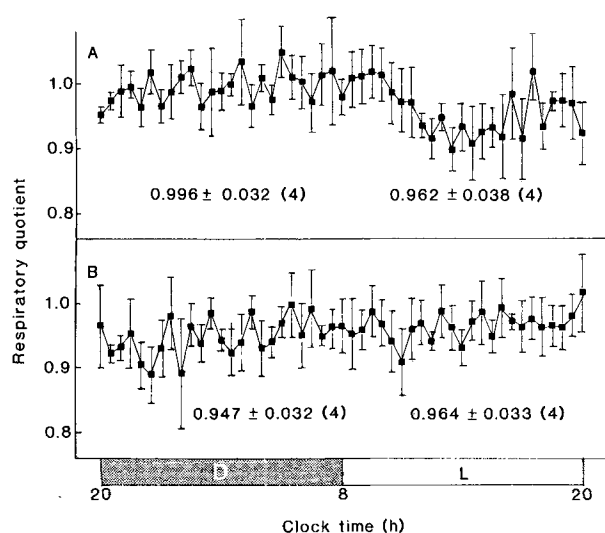 A
1.0
0.9
0.8
0.996 ± 0.032 (4)
0.962 ± 0.038 (4)
Respiratory quotient
B
1.0
0.9
0.8
0.947 ± 0.032 (4)
0.964 ± 0.033 (4)
D
L
20
8
20
Clock time (h)